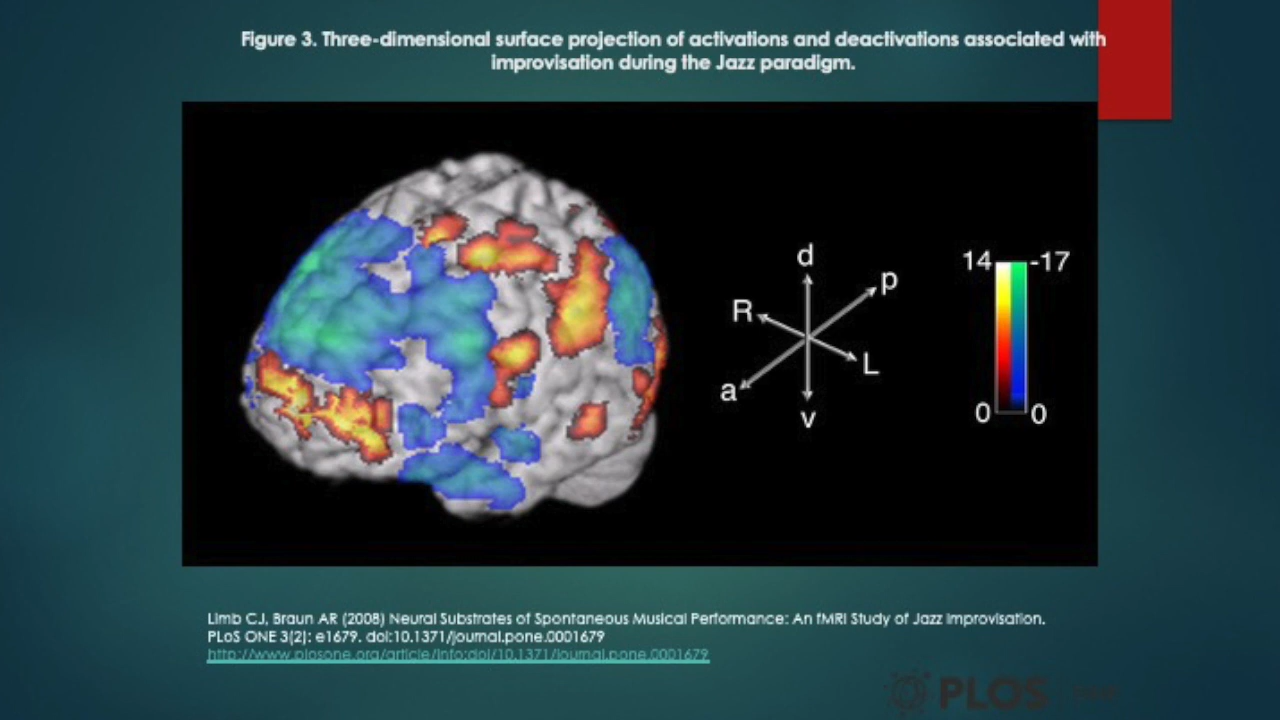 Figure 3. Three-dimensional surface projection of activations and deactivations associated with
improvisation during the Jazz paradigm.
d
p
R
L
a
v
14 -17
0 0
Limb CJ, Braun AR (2008) Neural Substrates of Spontaneous Musical Performance: An fMRI Study of Jazz Improvisation.
PLoS ONE 3(2): e1679. doi:10.1371/journal.pone.0001679
http://www.plosone.org/article/info:doi/10.1371/journal.pone.0001679
PLOS